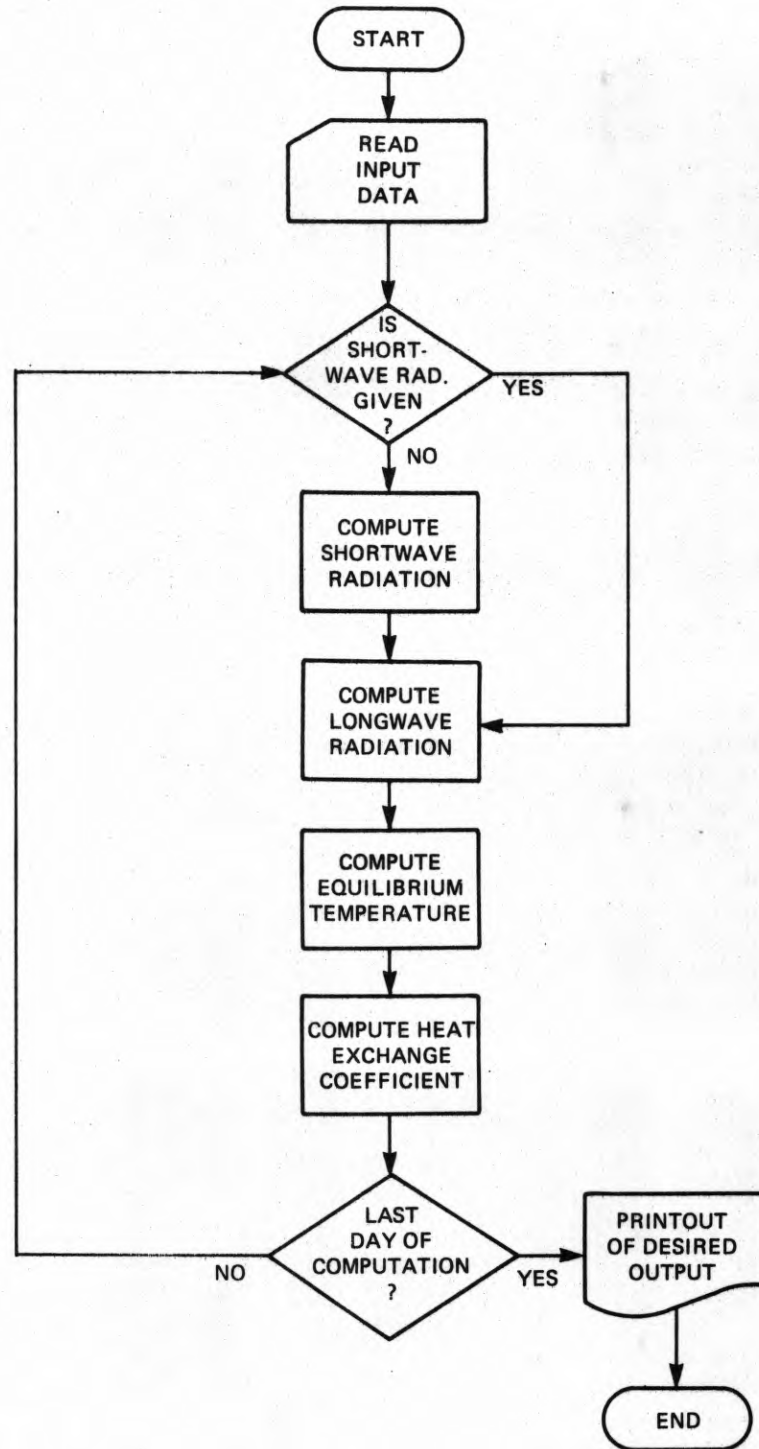 START
READ
INPUT
DATA
IS
SHORT-
WAVE RAD.
GIVEN
?
YES
NO
COMPUTE
SHORTWAVE
RADIATION
COMPUTE
LONGWAVE
RADIATION
COMPUTE
EQUILIBRIUM
TEMPERATURE
COMPUTE HEAT
EXCHANGE
COEFFICIENT
LAST
DAY OF
COMPUTATION
?
NO
YES
PRINTOUT
OF DESIRED
OUTPUT
END